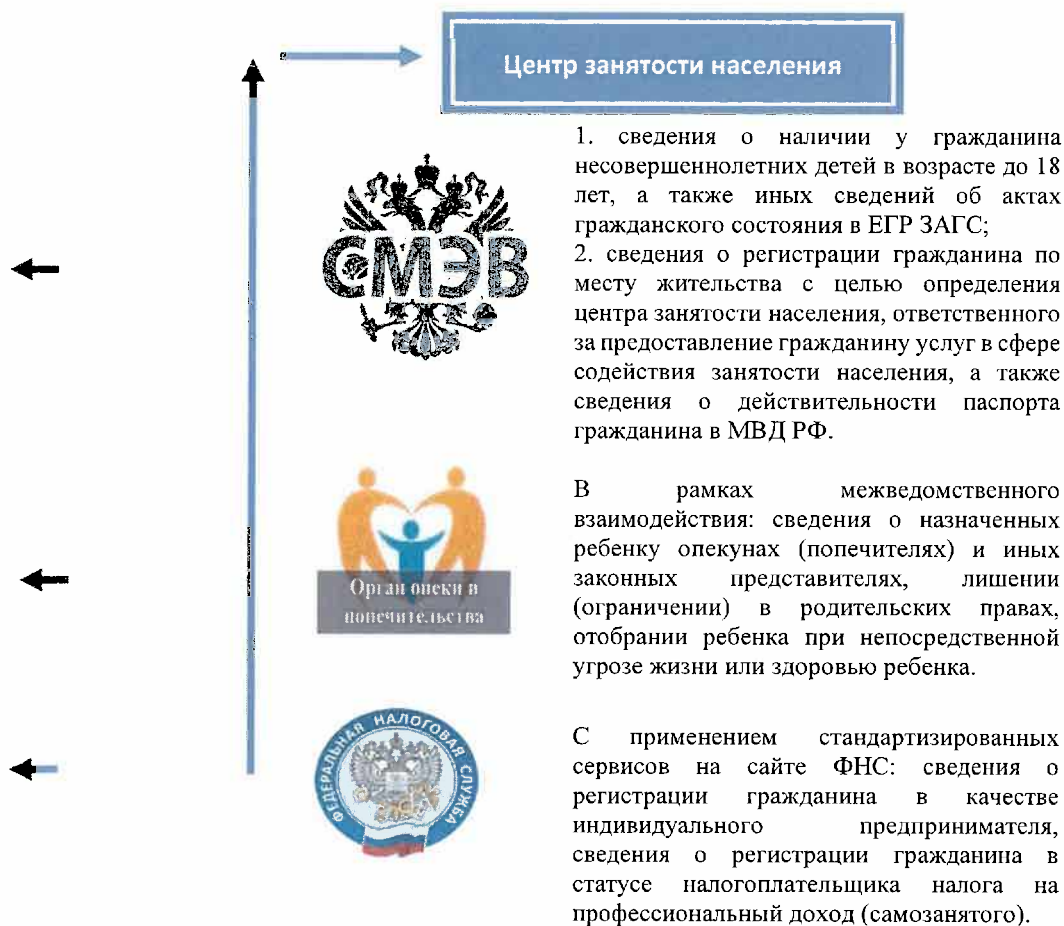 Центр занятости населения
1. сведения о наличии у гражданина
несовершеннолетних детей в возрасте до 18
лет, а также иных сведений об актах
гражданского состояния в ЕГР ЗАГС;
2. сведения о регистрации гражданина по
месту жительства с целью определения
центра занятости населения, ответственного
за предоставление гражданину услуг в сфере
содействия занятости населения, а также
сведения о действительности паспорта
гражданина в МВД РФ.
СМЭВ
В рамках межведомственного
взаимодействия: сведения о назначенных
ребенку опекунах (попечителях) и иных
законных представителях, лишении
(ограничении) в родительских правах,
отобрании ребенка при непосредственной
угрозе жизни или здоровью ребенка.
Орган опеки и
попечительства
С применением стандартизированных
сервисов на сайте ФНС: сведения о
регистрации гражданина в качестве
индивидуального предпринимателя,
сведения о регистрации гражданина в
статусе налогоплательщика налога на
профессиональный доход (самозанятого).
ФЕДЕРАЛЬНАЯ НАЛОГОВАЯ СЛУЖБА